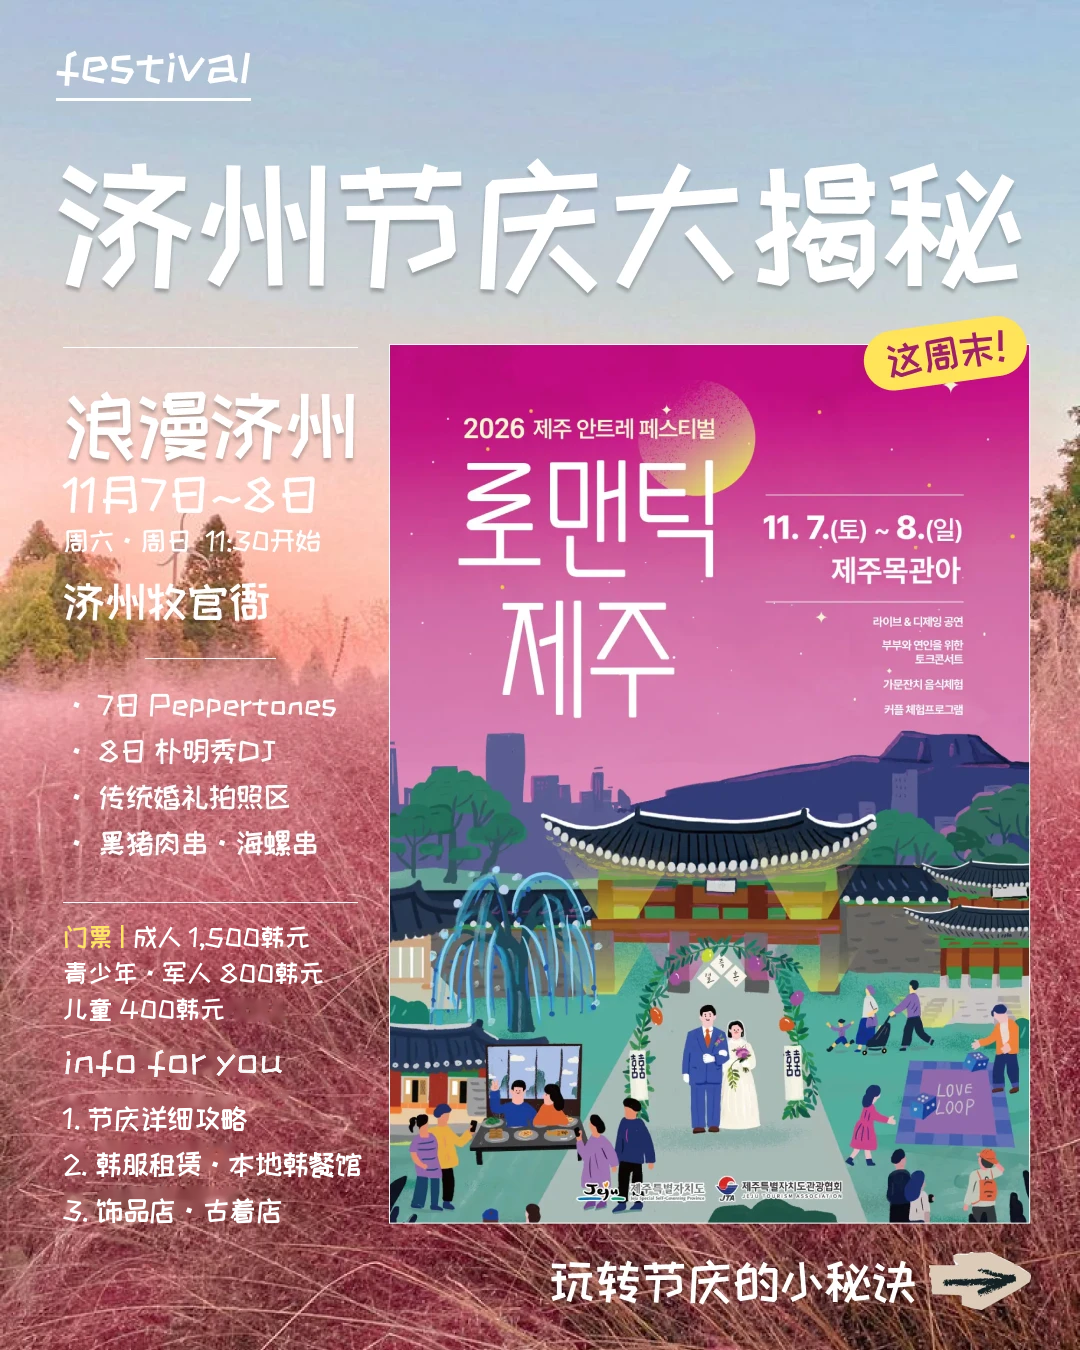 festival
济州节庆大揭秘
这周末!
浪漫济州
11月7日~8日
周六·周日 11:30开始
济州牧官衙
· 7日 Peppertones
· 8日 朴明秀DJ
· 传统婚礼拍照区
· 黑猪肉串·海螺串
门票 | 成人 1,500韩元
青少年·军人 800韩元
儿童 400韩元
info for you
1. 节庆详细攻略
2. 韩服租赁·本地韩餐馆
3. 饰品店·古着店
2026 제주 안트레 페스티벌
로맨틱
제주
11. 7.(토) ~ 8.(일)
제주목관아
라이브 & 디제잉 공연
부부와 연인을 위한
토크콘서트
가문잔치 음식체험
커플 체험프로그램
囍
囍
LOVE
LOOP
Jeju 제주특별자치도
JTA 제주특별자치도관광협회
JEJU TOURISM ASSOCIATION
玩转节庆的小秘诀